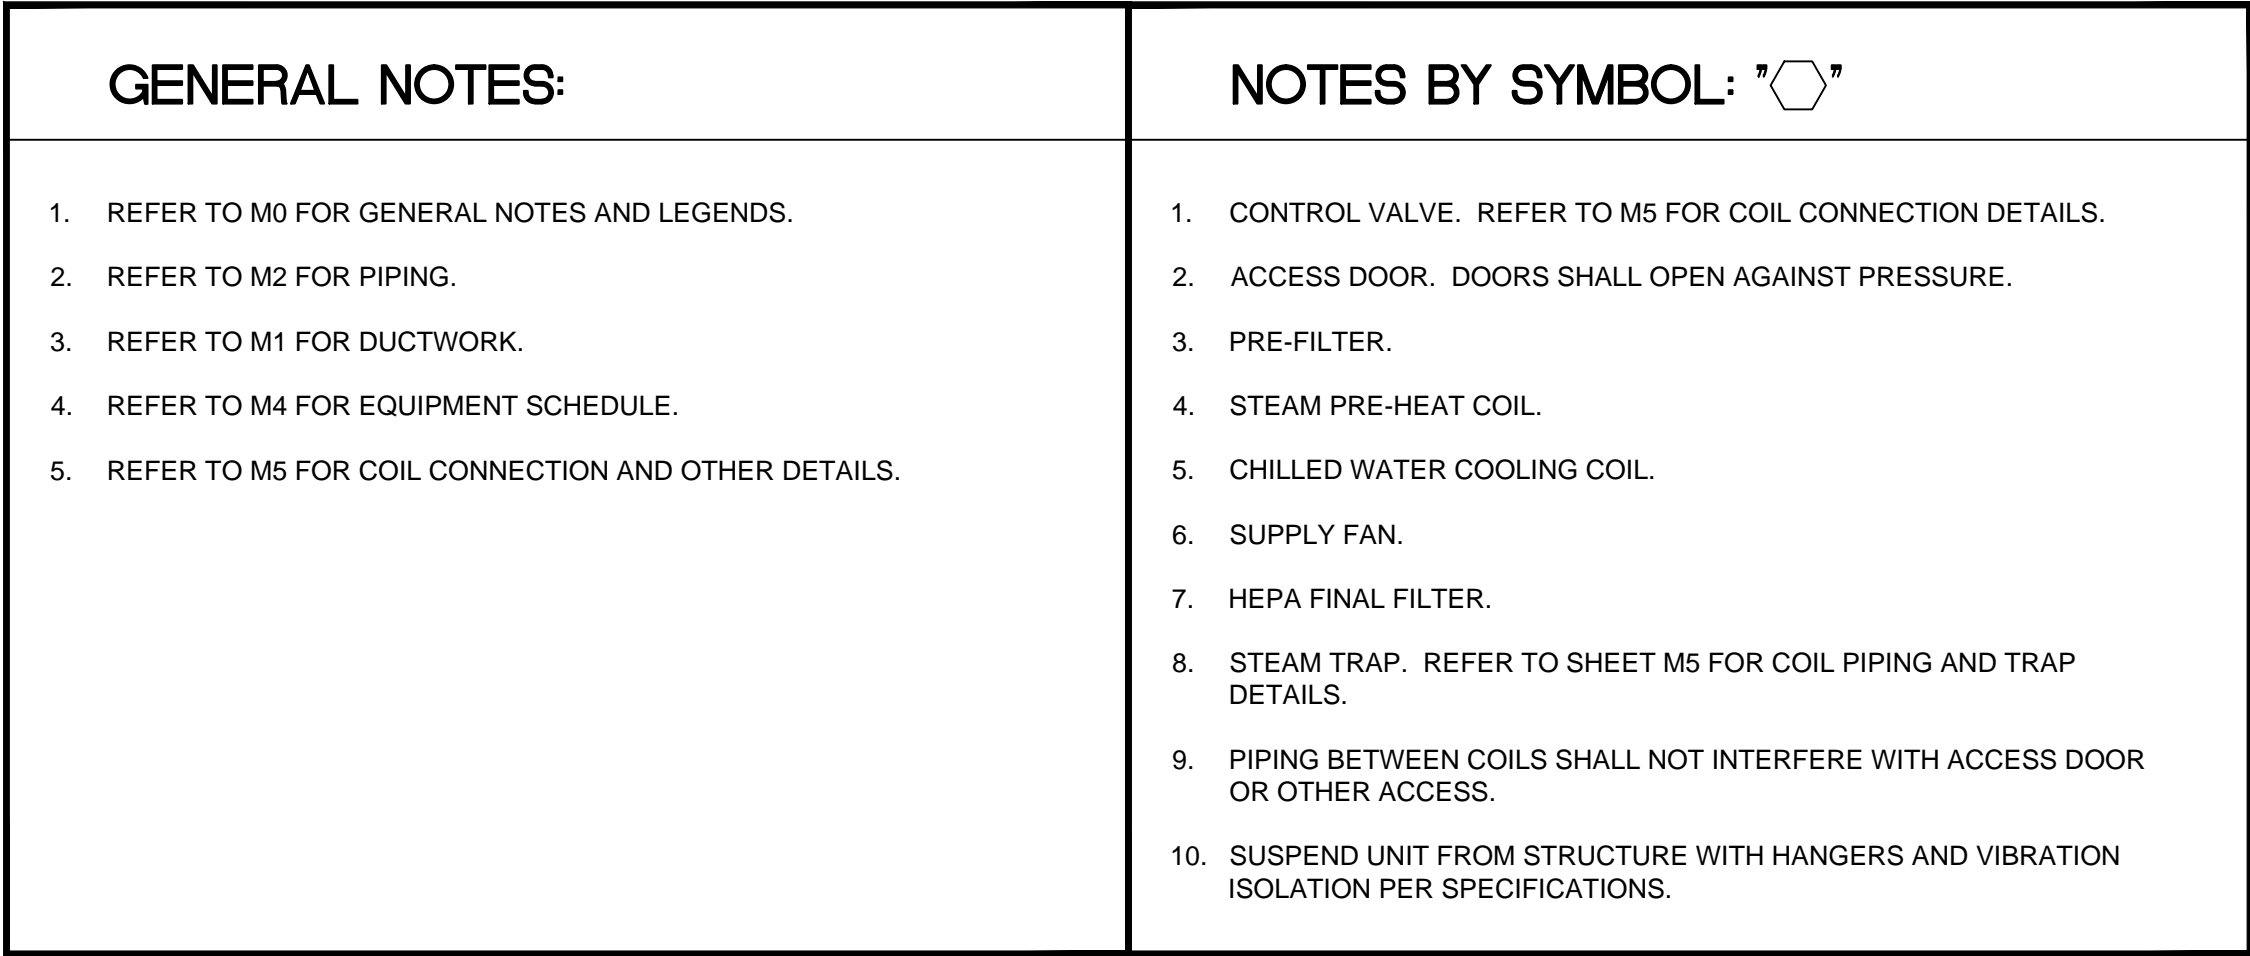 GENERAL NOTES:
1. REFER TO M0 FOR GENERAL NOTES AND LEGENDS.
2. REFER TO M2 FOR PIPING.
3. REFER TO M1 FOR DUCTWORK.
4. REFER TO M4 FOR EQUIPMENT SCHEDULE.
5. REFER TO M5 FOR COIL CONNECTION AND OTHER DETAILS.
NOTES BY SYMBOL: "⬡"
1. CONTROL VALVE. REFER TO M5 FOR COIL CONNECTION DETAILS.
2. ACCESS DOOR. DOORS SHALL OPEN AGAINST PRESSURE.
3. PRE-FILTER.
4. STEAM PRE-HEAT COIL.
5. CHILLED WATER COOLING COIL.
6. SUPPLY FAN.
7. HEPA FINAL FILTER.
8. STEAM TRAP. REFER TO SHEET M5 FOR COIL PIPING AND TRAP
DETAILS.
9. PIPING BETWEEN COILS SHALL NOT INTERFERE WITH ACCESS DOOR
OR OTHER ACCESS.
10. SUSPEND UNIT FROM STRUCTURE WITH HANGERS AND VIBRATION
ISOLATION PER SPECIFICATIONS.